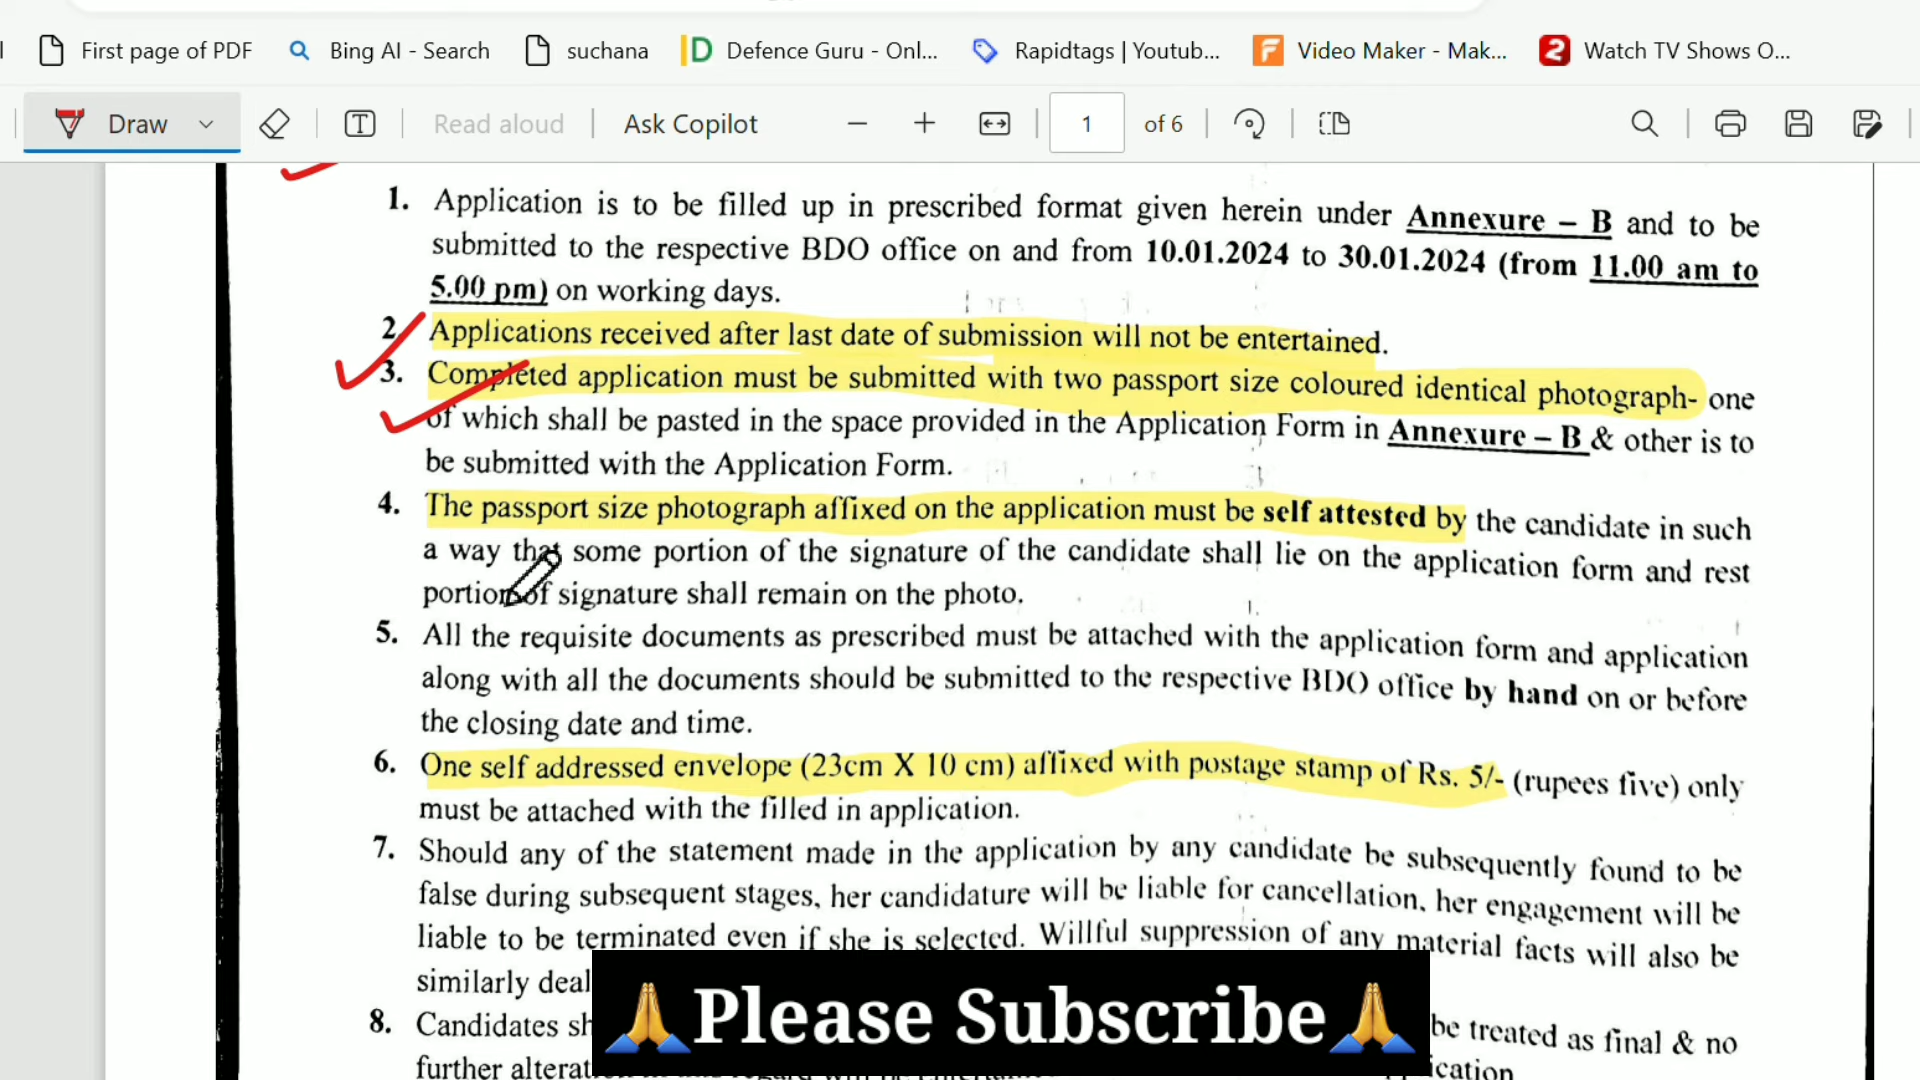 First page of PDF Bing AI - Search suchana Defence Guru - Onl... Rapidtags | Youtub... Video Maker - Mak... Watch TV Shows O...
Draw Read aloud Ask Copilot 1 of 6
1. Application is to be filled up in prescribed format given herein under Annexure – B and to be
submitted to the respective BDO office on and from 10.01.2024 to 30.01.2024 (from 11.00 am to
5.00 pm) on working days.
2. Applications received after last date of submission will not be entertained.
3. Completed application must be submitted with two passport size coloured identical photograph- one
of which shall be pasted in the space provided in the Application Form in Annexure – B & other is to
be submitted with the Application Form.
4. The passport size photograph affixed on the application must be self attested by the candidate in such
a way that some portion of the signature of the candidate shall lie on the application form and rest
portion of signature shall remain on the photo.
5. All the requisite documents as prescribed must be attached with the application form and application
along with all the documents should be submitted to the respective BDO office by hand on or before
the closing date and time.
6. One self addressed envelope (23cm X 10 cm) affixed with postage stamp of Rs. 5/- (rupees five) only
must be attached with the filled in application.
7. Should any of the statement made in the application by any candidate be subsequently found to be
false during subsequent stages, her candidature will be liable for cancellation, her engagement will be
liable to be terminated even if she is selected. Willful suppression of any material facts will also be
similarly deal
8. Candidates sh be treated as final & no
further alterat
🙏Please Subscribe🙏